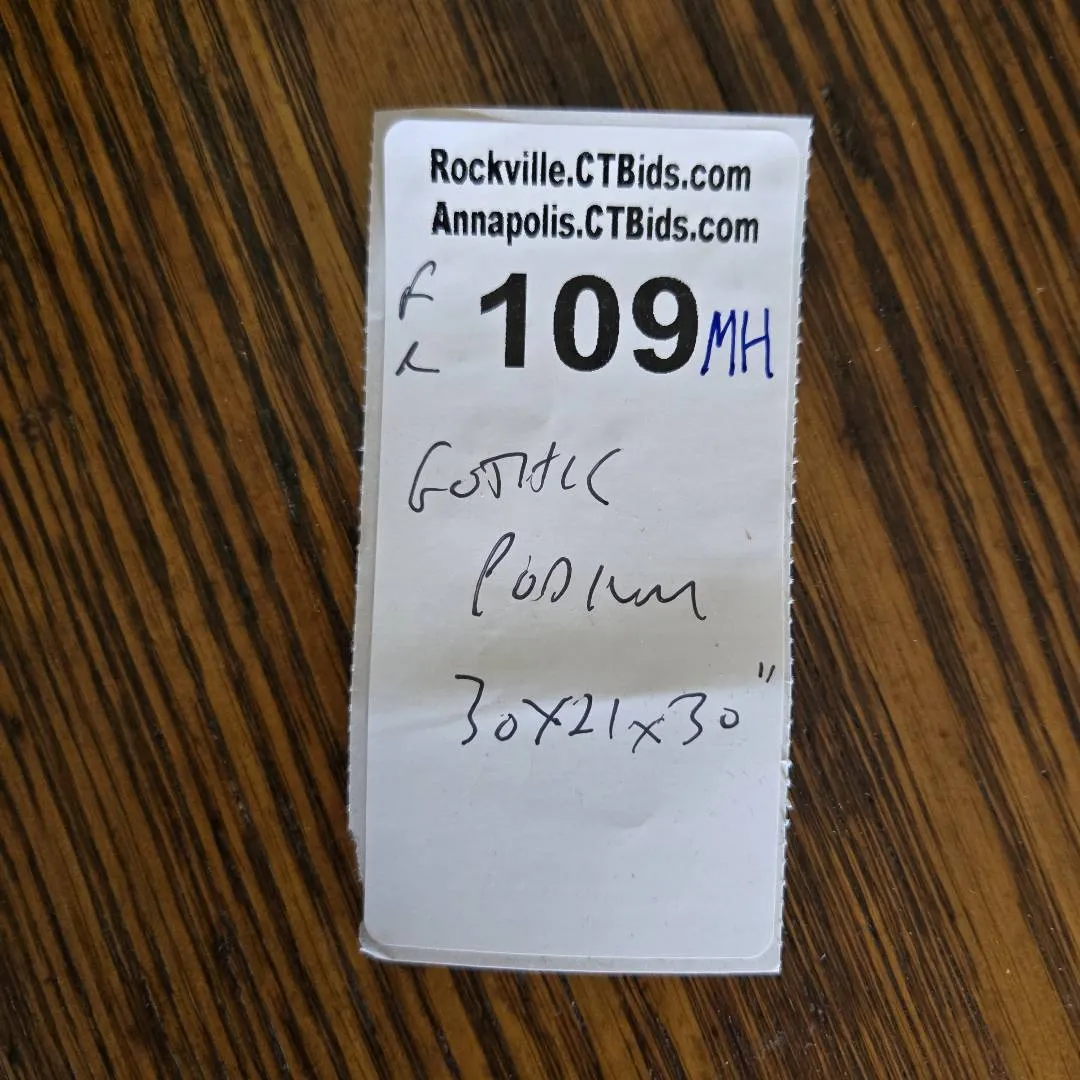 Rockville.CTBids.com
Annapolis.CTBids.com
F
R
109 MH
GOTHIC
PODIUM
30X21X30"